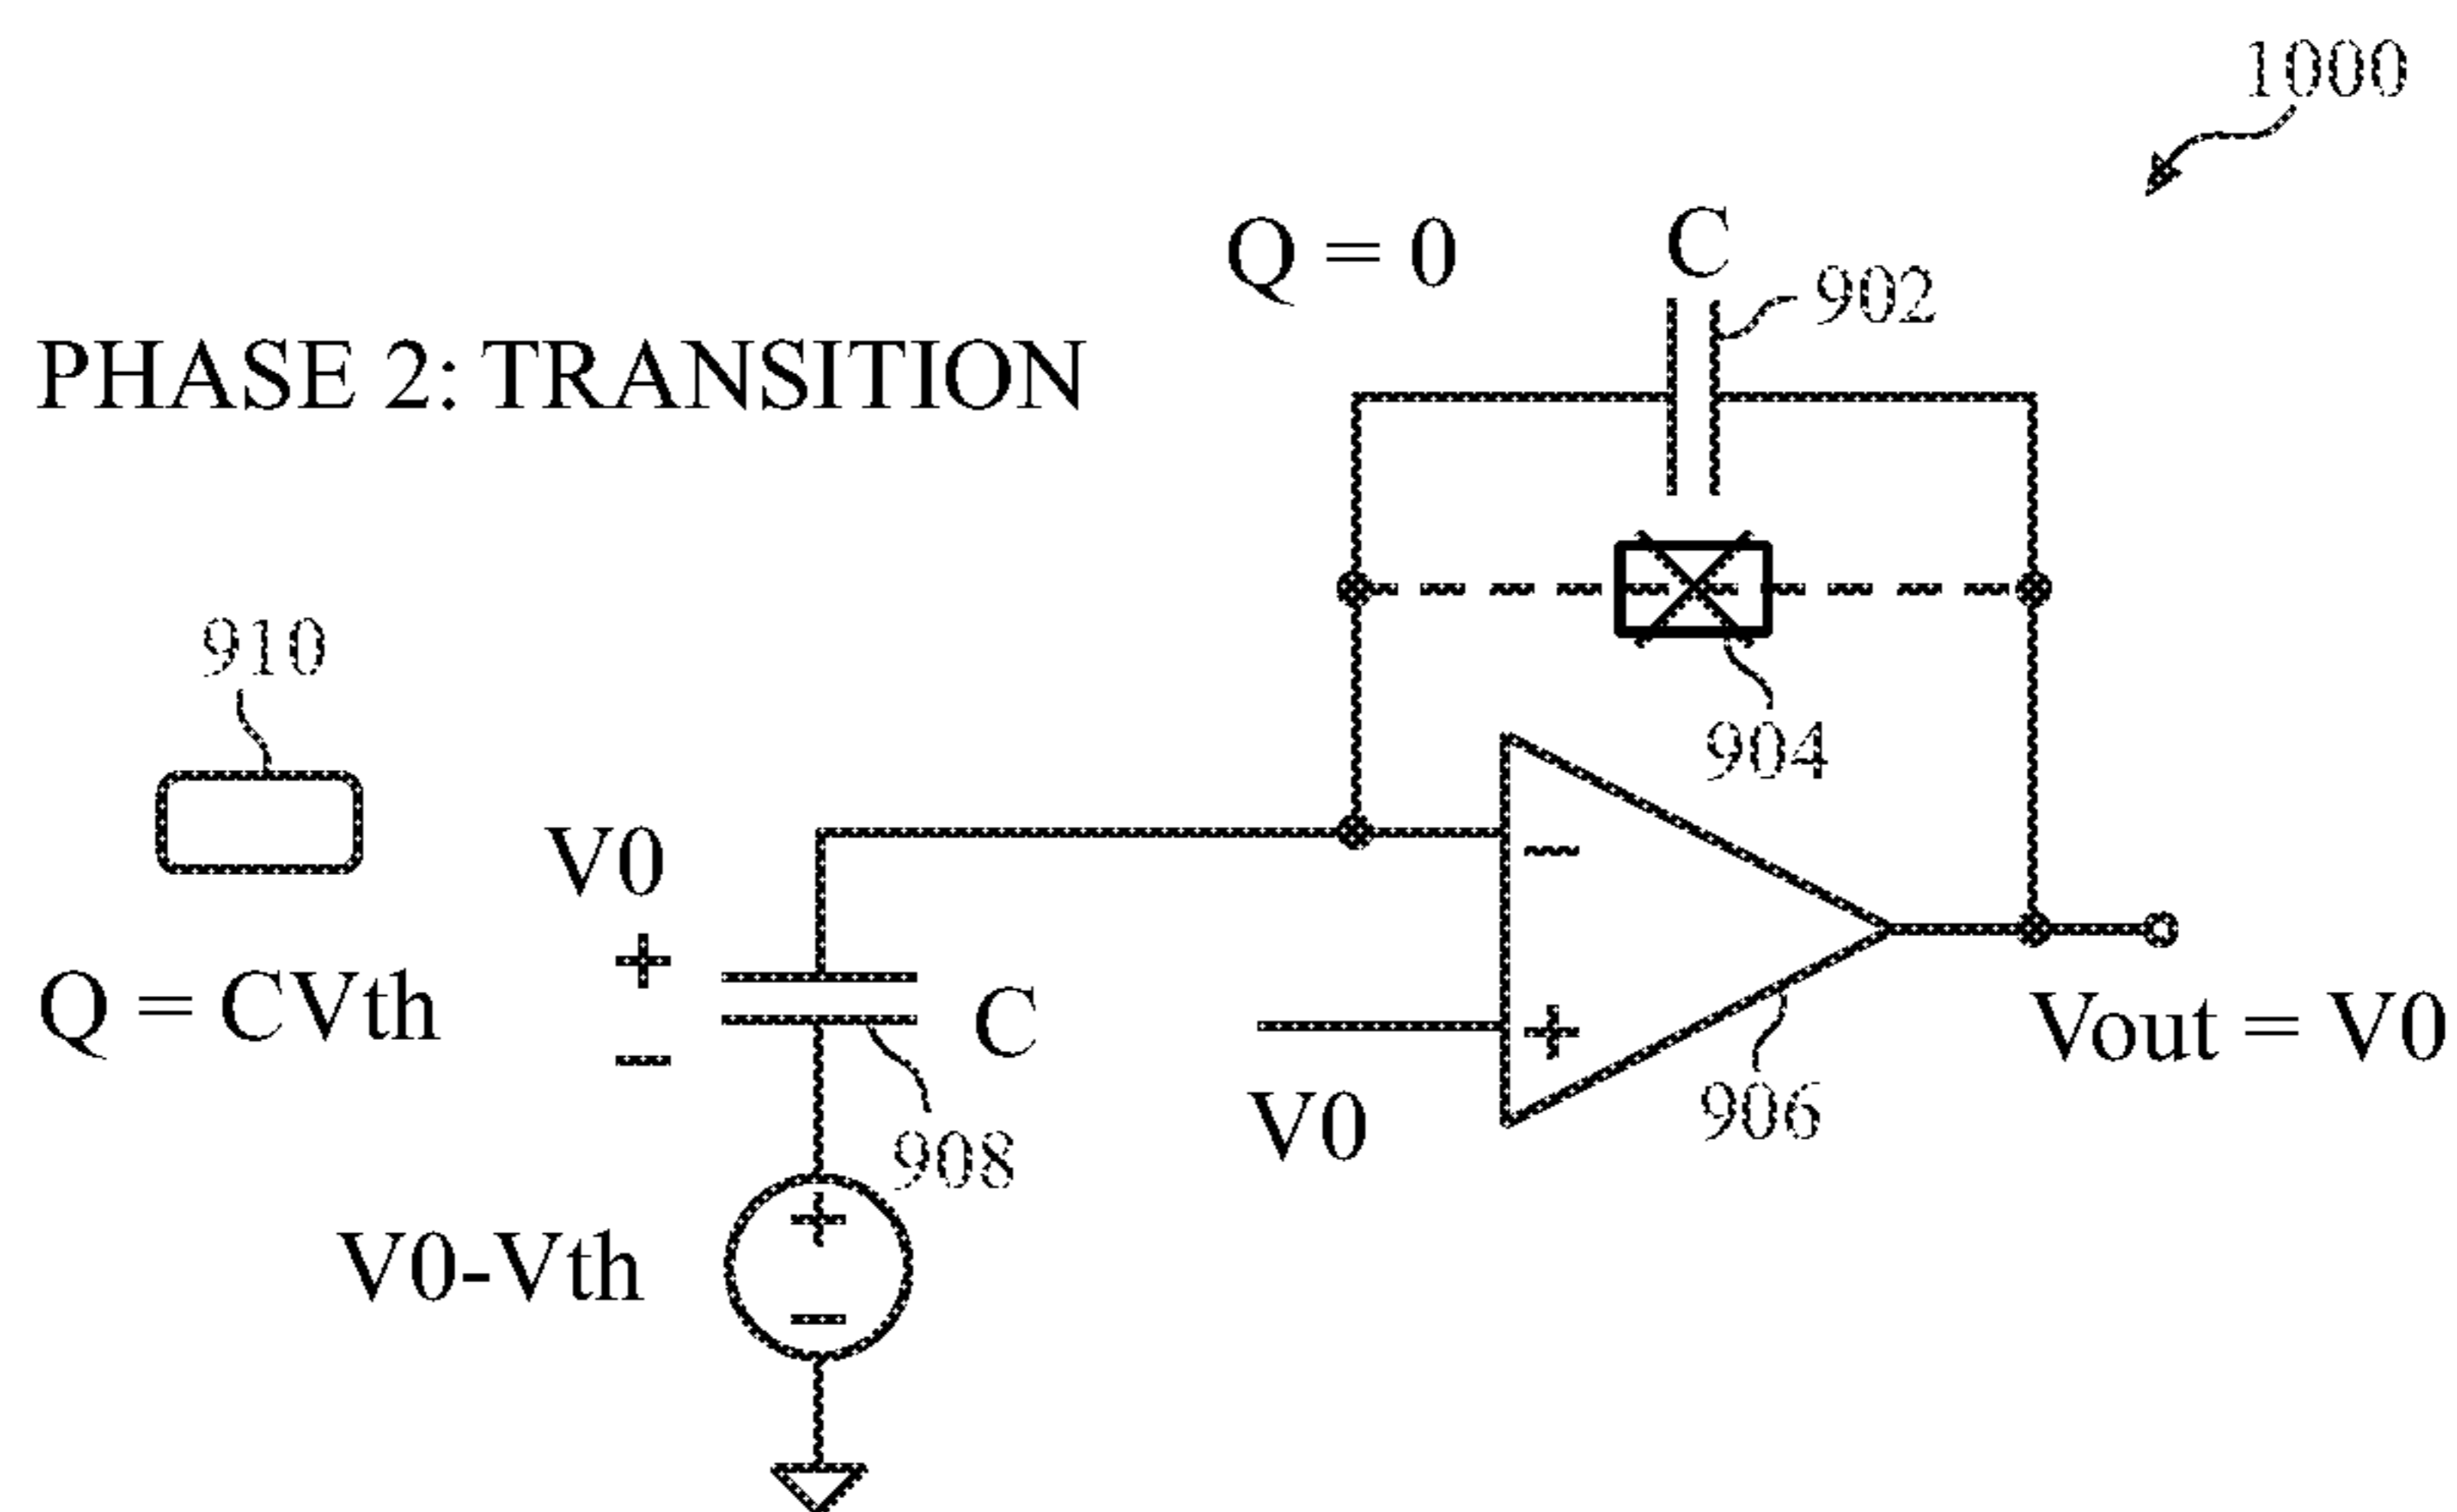 1000
Q = 0
C
902
PHASE 2: TRANSITION
910
904
V0
+
−
Q = CVth
−
C
+
Vout = V0
V0
906
908
+
V0-Vth
−